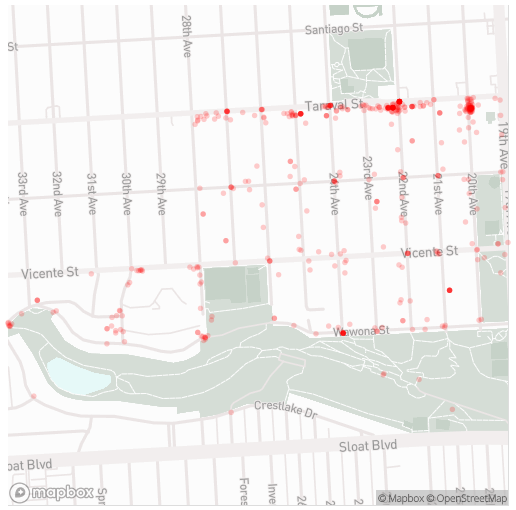 Santiago St
28th Ave
St
Taraval St
19th Ave
33rd Ave
32nd Ave
31st Ave
30th Ave
29th Ave
24th Ave
23rd Ave
22nd Ave
21st Ave
20th Ave
Vicente St
Vicente St
Wawona St
Crestlake Dr
Sloat Blvd
oat Blvd
Spr
Fores
Inve
mapbox
© Mapbox © OpenStreetMap